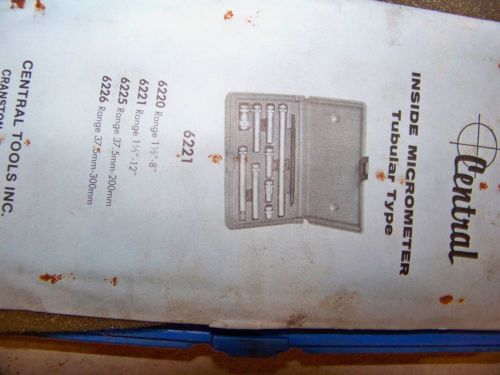 Central
INSIDE MICROMETER
Tubular Type
6221
6220 Range 1½"-8"
6221 Range 1½"-12"
6225 Range 37.5mm-200mm
6226 Range 37.5mm-300mm
CENTRAL TOOLS INC.
CRANSTON